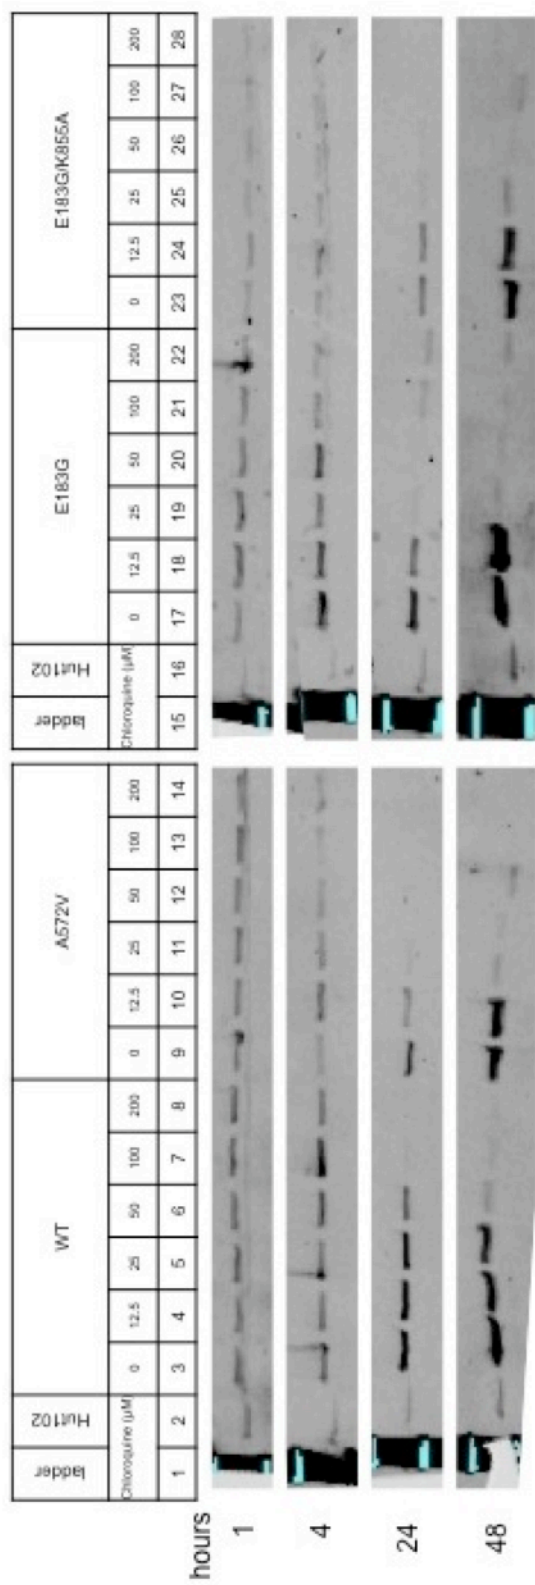 ladder Hut102 WT A572V ladder Hut102 E183G E183G/K855A
Chloroquine (µM) 0 12.5 25 50 100 200 0 12.5 25 50 100 200 Chloroquine (µM) 0 12.5 25 50 100 200 0 12.5 25 50 100 200
1 2 3 4 5 6 7 8 9 10 11 12 13 14 15 16 17 18 19 20 21 22 23 24 25 26 27 28
hours
1
4
24
48